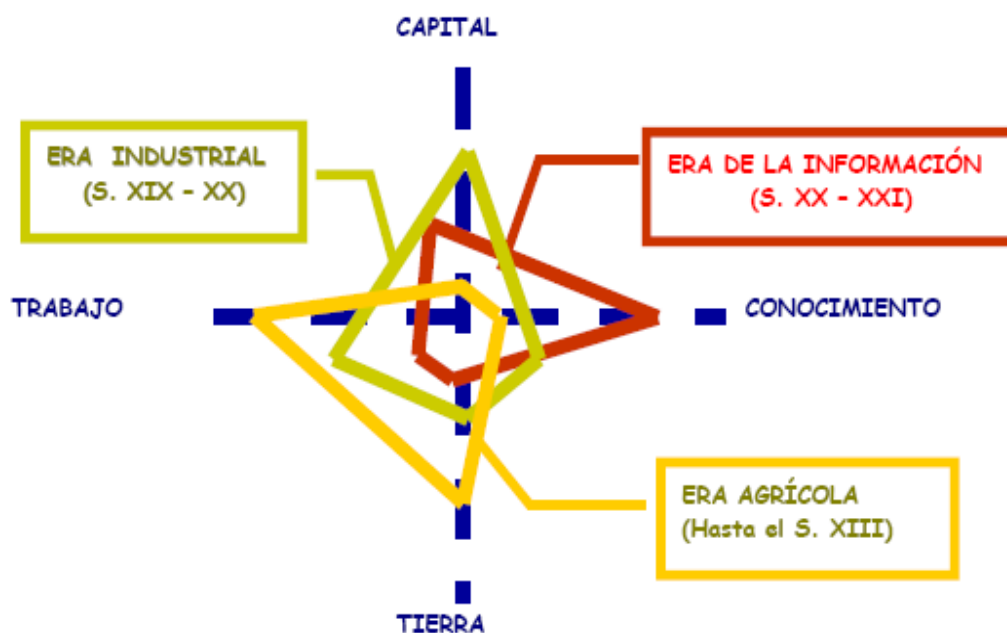 CAPITAL
ERA INDUSTRIAL
(S. XIX - XX)
ERA DE LA INFORMACIÓN
(S. XX - XXI)
TRABAJO
CONOCIMIENTO
ERA AGRÍCOLA
(Hasta el S. XIII)
TIERRA